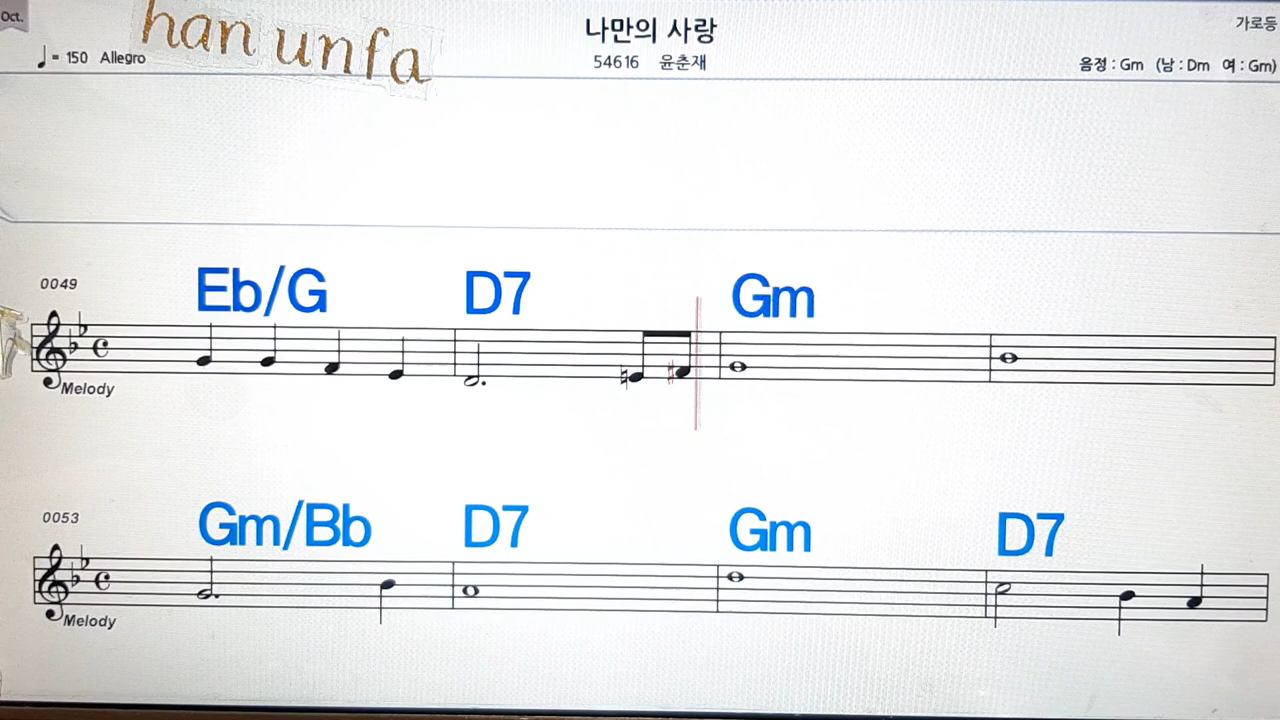 Oct.
han unfa
나만의 사랑
가로등
♩= 150 Allegro
54616 윤춘재
음정 : Gm (남 : Dm 여 : Gm)
0049
Eb/G D7 Gm
Melody
0053
Gm/Bb D7 Gm D7
Melody